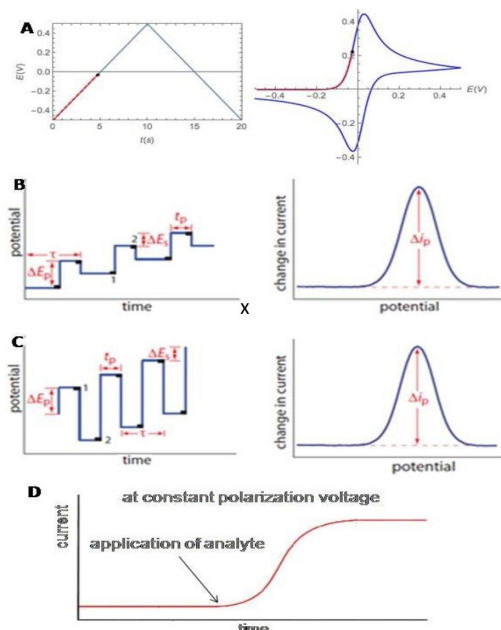 A
E(V)
0.4
0.2
0.0
−0.2
−0.4
0 5 10 15 20
t(s)
0.4
0.2
−0.4 −0.2 0 0.2 0.4
E(V)
−0.2
−0.4
B
potential
τ
ΔEp
1
2
ΔEs
tp
time
change in current
Δip
potential
X
C
potential
ΔEp
1
2
tp
τ
ΔEs
time
change in current
Δip
potential
D
current
at constant polarization voltage
application of analyte
time